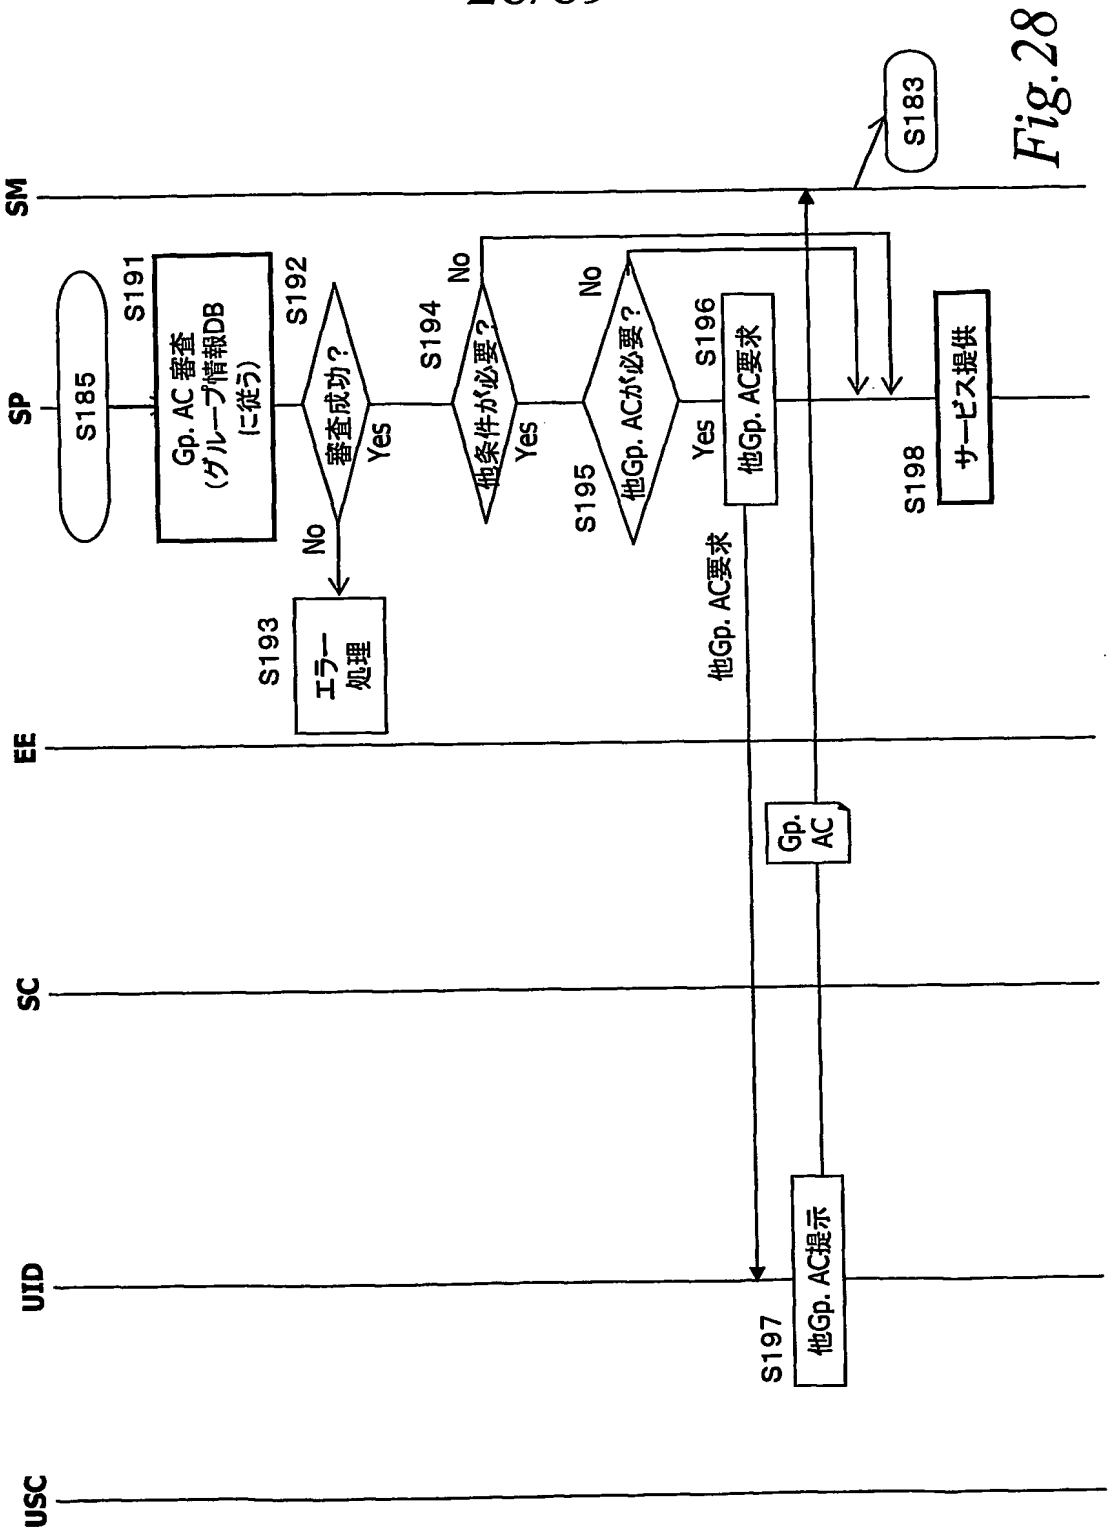 USC
UID
SC
EE
SP
SM
S185
S191
Gp. AC 審査
(グループ情報DB
に従う)
S192
審査成功?
No
Yes
S193
エラー
処理
S194
他条件が必要?
No
Yes
S195
他Gp. ACが必要?
No
Yes
S196
他Gp. AC要求
他Gp. AC要求
S197
他Gp. AC提示
Gp.
AC
S183
S198
サービス提供
Fig.28